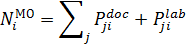 N_i^{MO} = \sum_j P_{ji}^{doc} + P_{ji}^{lab}